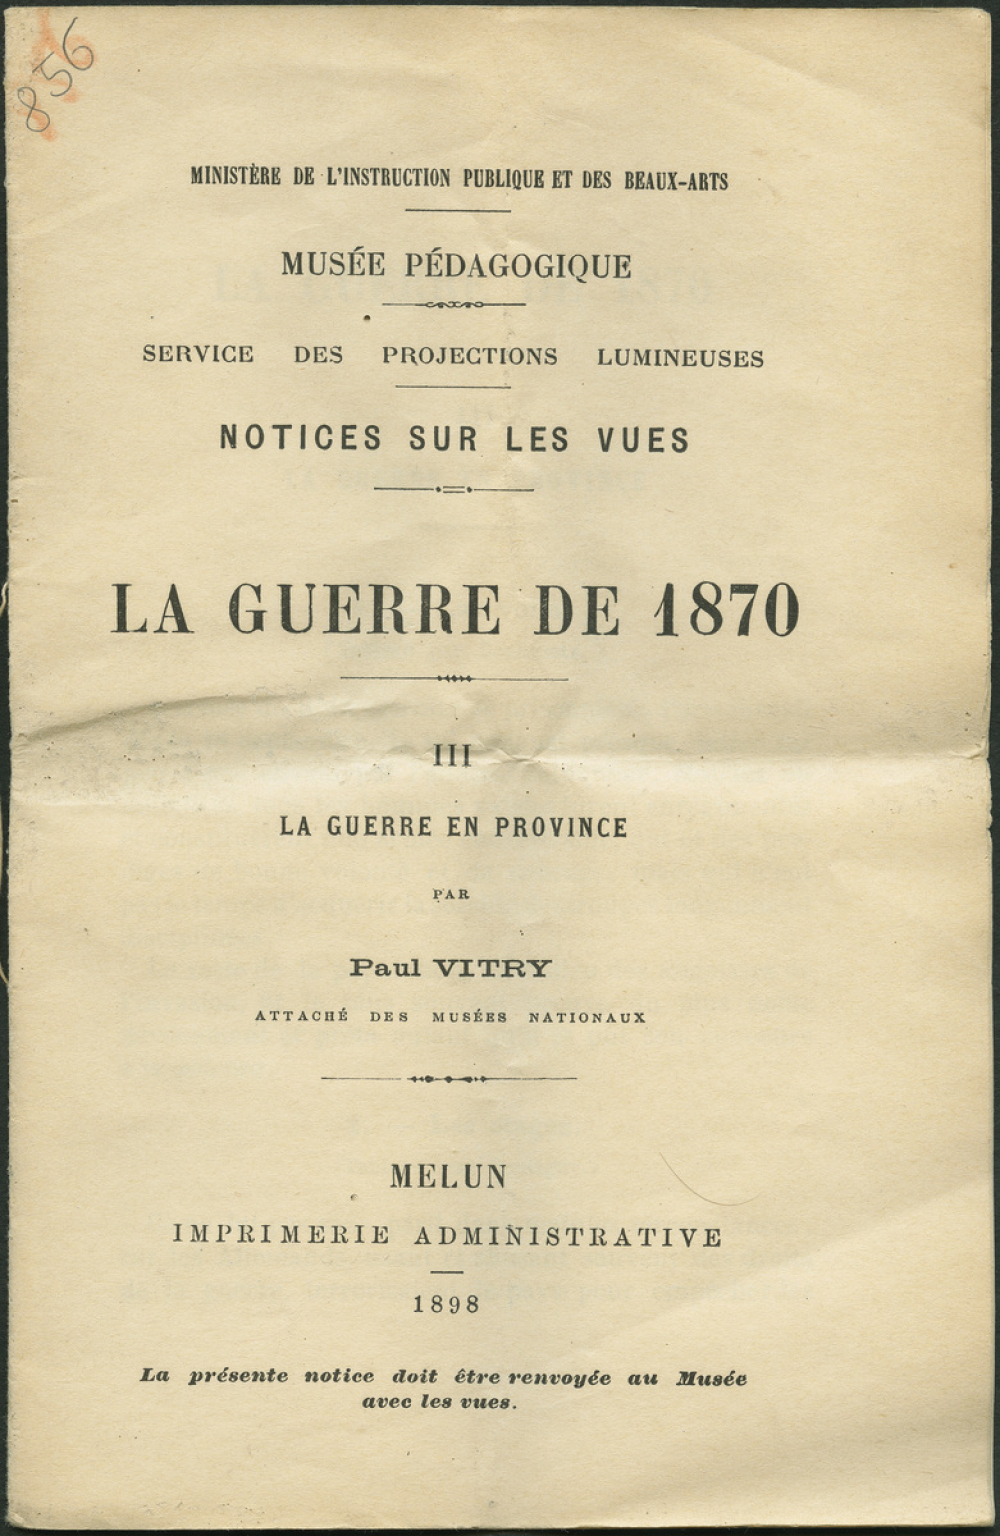 856
MINISTÈRE DE L'INSTRUCTION PUBLIQUE ET DES BEAUX-ARTS
MUSÉE PÉDAGOGIQUE
SERVICE DES PROJECTIONS LUMINEUSES
NOTICES SUR LES VUES
LA GUERRE DE 1870
III
LA GUERRE EN PROVINCE
PAR
Paul VITRY
ATTACHÉ DES MUSÉES NATIONAUX
MELUN
IMPRIMERIE ADMINISTRATIVE
1898
La présente notice doit être renvoyée au Musée
avec les vues.